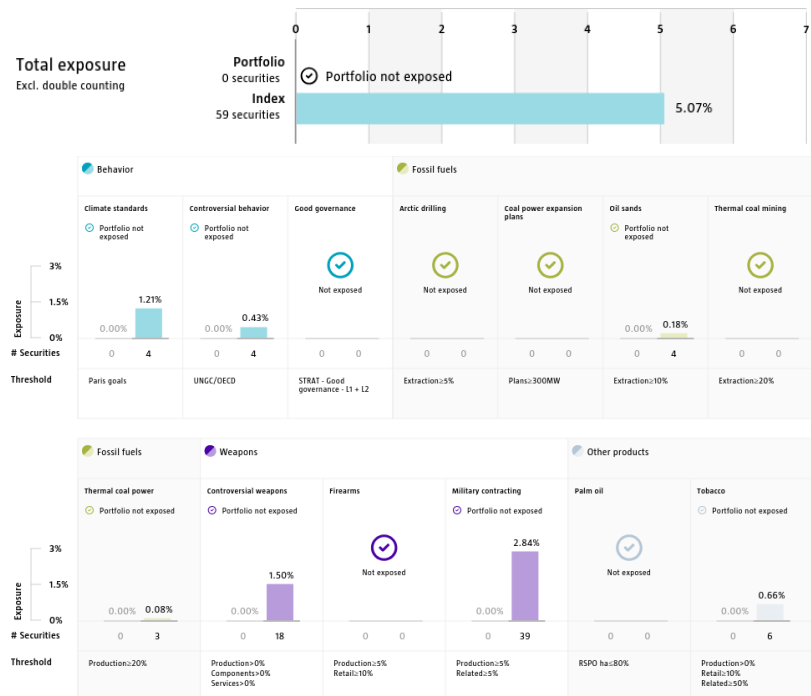 0 1 2 3 4 5 6 7
Total exposure
Excl. double counting
Portfolio
0 securities
Portfolio not exposed
Index
59 securities
5.07%
Behavior
Fossil fuels
Climate standards
Controversial behavior
Good governance
Arctic drilling
Coal power expansion
plans
Oil sands
Thermal coal mining
Portfolio not
exposed
Portfolio not
exposed
Not exposed
Not exposed
Not exposed
Portfolio not
exposed
Not exposed
Exposure
3%
1.5%
0%
0.00% 1.21%
0.00% 0.43%
0.00% 0.18%
# Securities 0 4 0 4 0 0 0 0 0 0 0 4 0 0
Threshold
Paris goals
UNGC/OECD
STRAT - Good
governance - L1 + L2
Extraction≥5%
Plans≥300MW
Extraction≥10%
Extraction≥20%
Fossil fuels
Weapons
Other products
Thermal coal power
Controversial weapons
Firearms
Military contracting
Palm oil
Tobacco
Portfolio not exposed
Portfolio not exposed
Not exposed
Portfolio not exposed
Not exposed
Portfolio not exposed
Exposure
3%
1.5%
0%
0.00% 0.08%
0.00% 1.50%
0.00% 2.84%
0.00% 0.66%
# Securities 0 3 0 18 0 0 0 39 0 0 0 6
Threshold
Production≥20%
Production>0%
Components>0%
Services>0%
Production≥5%
Retail≥10%
Production≥5%
Related≥5%
RSPO ha≤80%
Production>0%
Retail≥10%
Related≥50%